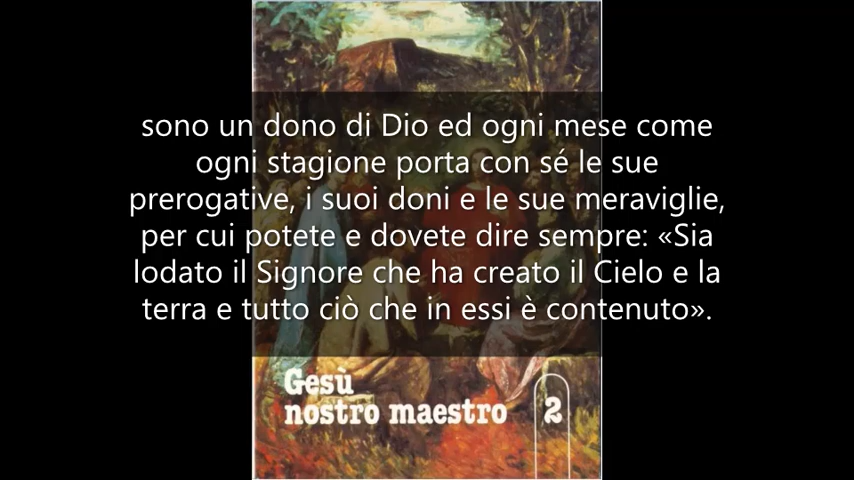 sono un dono di Dio ed ogni mese come
ogni stagione porta con sé le sue
prerogative, i suoi doni e le sue meraviglie,
per cui potete e dovete dire sempre: «Sia
lodato il Signore che ha creato il Cielo e la
terra e tutto ciò che in essi è contenuto».
Gesù
nostro maestro 2